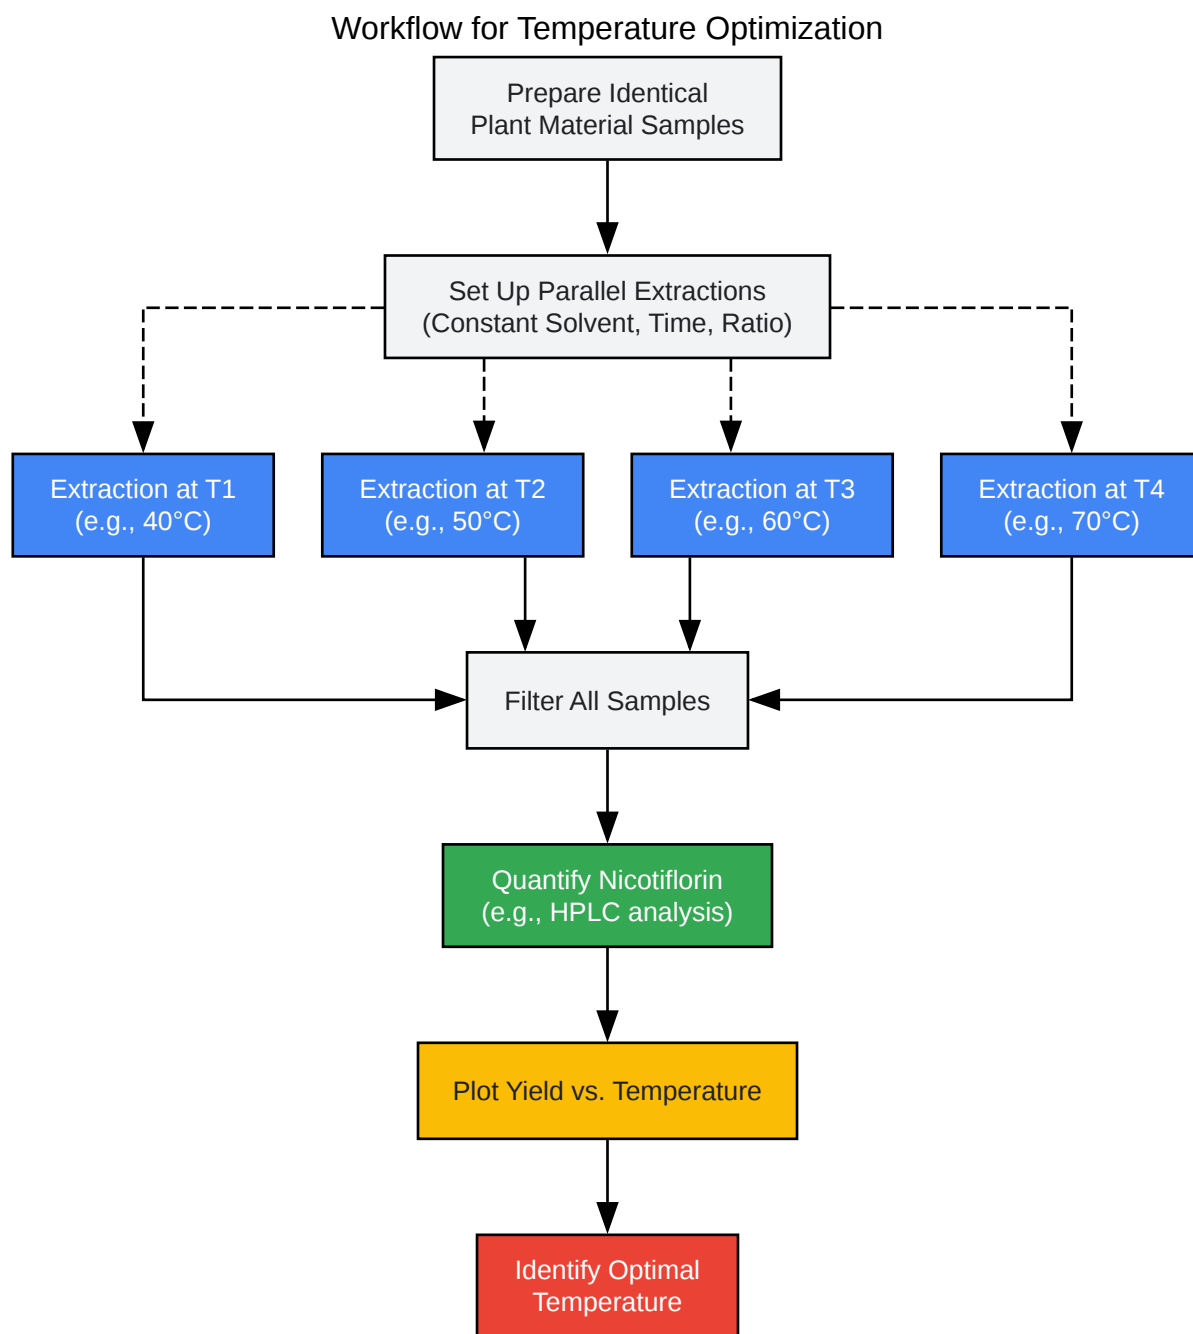 Workflow for Temperature Optimization
Prepare Identical
Plant Material Samples
Set Up Parallel Extractions
(Constant Solvent, Time, Ratio)
Extraction at T1
(e.g., 40°C)
Extraction at T2
(e.g., 50°C)
Extraction at T3
(e.g., 60°C)
Extraction at T4
(e.g., 70°C)
Filter All Samples
Quantify Nicotiflorin
(e.g., HPLC analysis)
Plot Yield vs. Temperature
Identify Optimal
Temperature